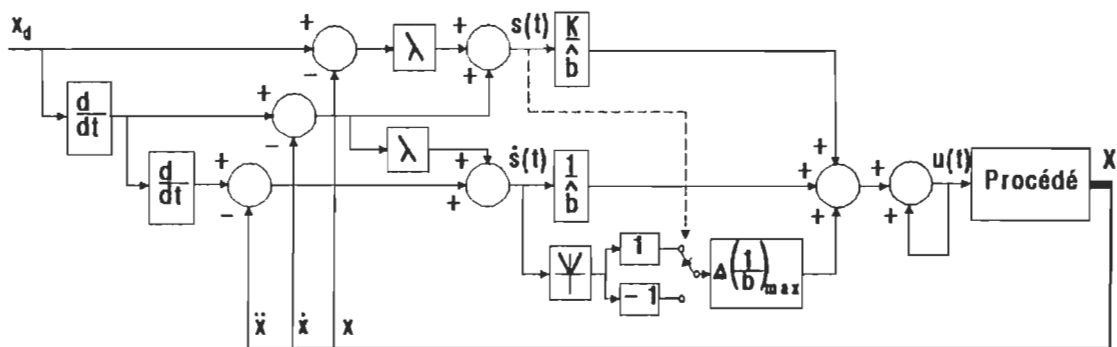 x_d
+
−
λ
+
+
s(t)
K
b̂
d
dt
+
−
d
dt
+
−
λ
+
+
ṡ(t)
1
b̂
+
+
+
+
+
u(t)
Procédé
X
1
-1
Δ(1/b)max
ẍ
ẋ
x